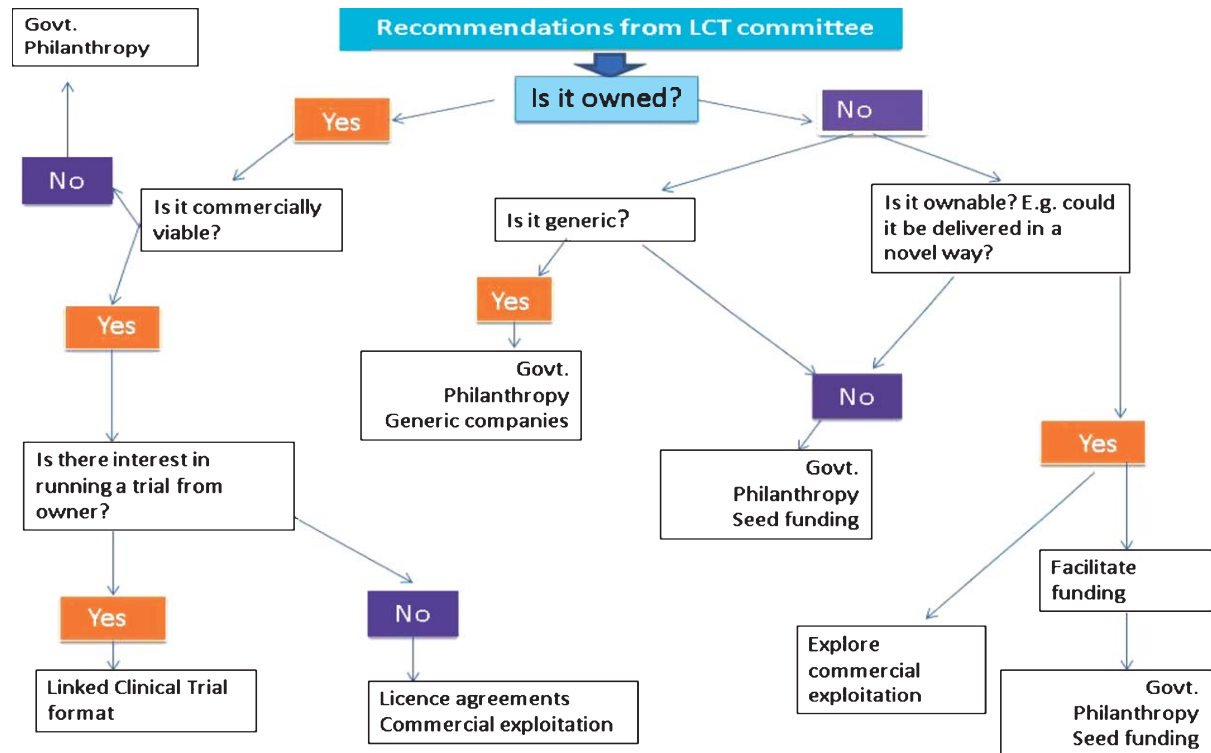 Govt.
Philanthropy
Recommendations from LCT committee
Is it owned?
Yes
No
No
Is it commercially
viable?
Is it generic?
Is it ownable? E.g. could
it be delivered in a
novel way?
Yes
Yes
Govt.
Philanthropy
Generic companies
No
Yes
Is there interest in
running a trial from
owner?
Govt.
Philanthropy
Seed funding
Facilitate
funding
Yes
No
Explore
commercial
exploitation
Linked Clinical Trial
format
Licence agreements
Commercial exploitation
Govt.
Philanthropy
Seed funding